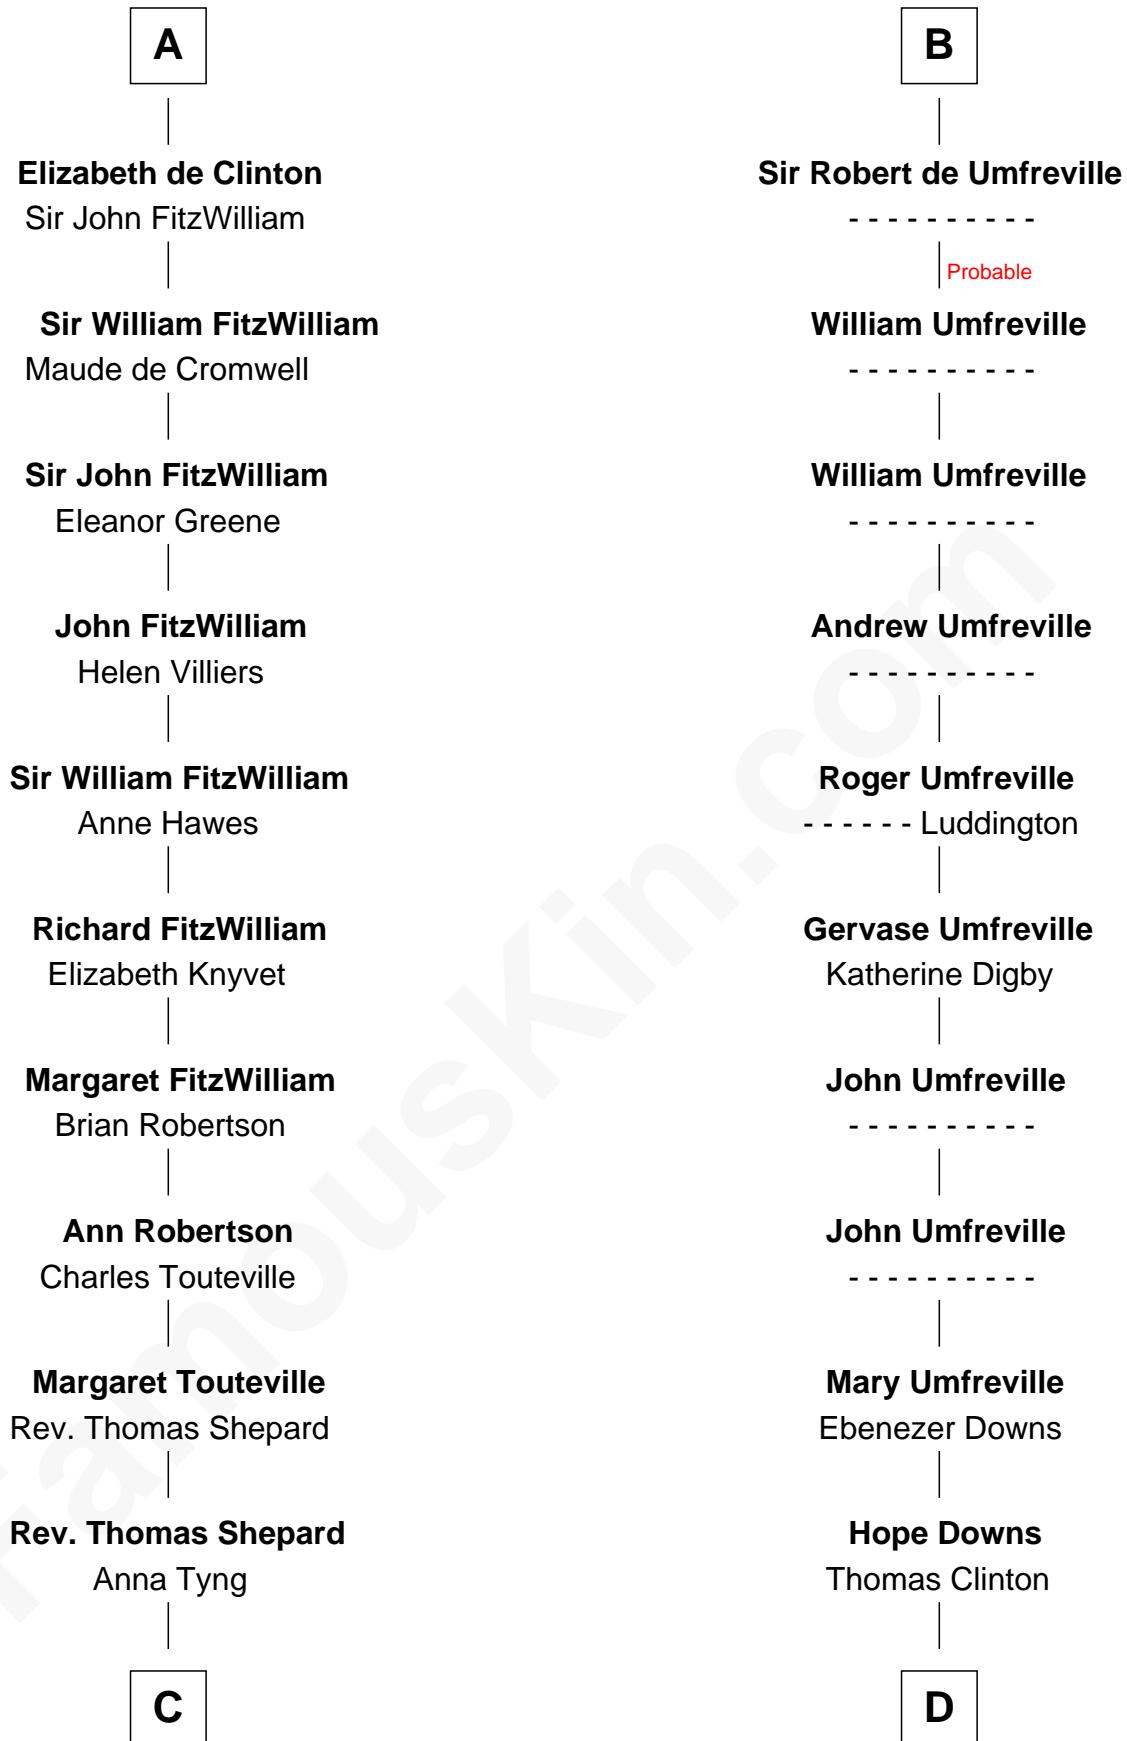 A
Elizabeth de Clinton
Sir John FitzWilliam
Sir William FitzWilliam
Maude de Cromwell
Sir John FitzWilliam
Eleanor Greene
John FitzWilliam
Helen Villiers
Sir William FitzWilliam
Anne Hawes
Richard FitzWilliam
Elizabeth Knyvet
Margaret FitzWilliam
Brian Robertson
Ann Robertson
Charles Touteville
Margaret Touteville
Rev. Thomas Shepard
Rev. Thomas Shepard
Anna Tyng
C
B
Sir Robert de Umfreville
- - - - - - - - - -
Probable
William Umfreville
- - - - - - - - - -
William Umfreville
- - - - - - - - - -
Andrew Umfreville
- - - - - - - - - -
Roger Umfreville
- - - - - - Luddington
Gervase Umfreville
Katherine Digby
John Umfreville
- - - - - - - - - -
John Umfreville
- - - - - - - - - -
Mary Umfreville
Ebenezer Downs
Hope Downs
Thomas Clinton
D
FamousKin.com